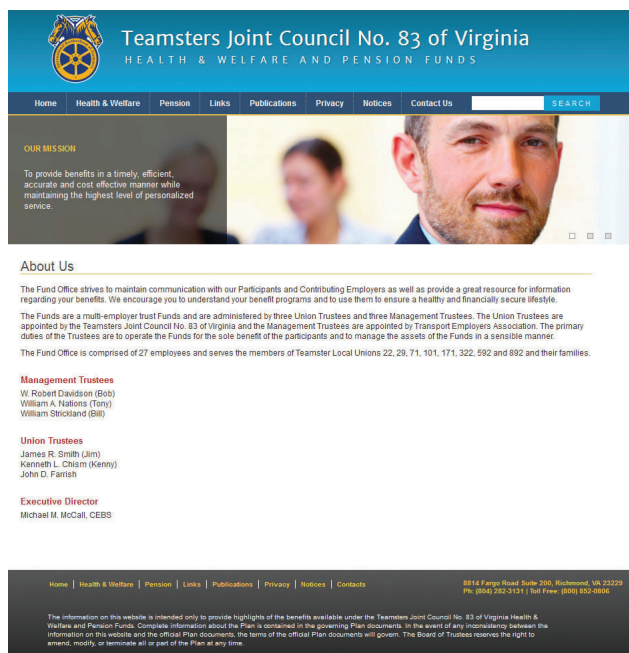 Teamsters Joint Council No. 83 of Virginia
HEALTH & WELFARE AND PENSION FUNDS
Home Health & Welfare Pension Links Publications Privacy Notices Contact Us SEARCH
OUR MISSION
To provide benefits in a timely, efficient,
accurate and cost effective manner while
maintaining the highest level of personalized
service.
About Us
The Fund Office strives to maintain communication with our Participants and Contributing Employers as well as provide a great resource for information
regarding your benefits. We encourage you to understand your benefit programs and to use them to ensure a healthy and financially secure lifestyle.
The Funds are a multi-employer trust Funds and are administered by three Union Trustees and three Management Trustees. The Union Trustees are
appointed by the Teamsters Joint Council No. 83 of Virginia and the Management Trustees are appointed by Transport Employers Association. The primary
duties of the Trustees are to operate the Funds for the sole benefit of the participants and to manage the assets of the Funds in a sensible manner.
The Fund Office is comprised of 27 employees and serves the members of Teamster Local Unions 22, 29, 71, 101, 171, 322, 592 and 892 and their families.
Management Trustees
W. Robert Davidson (Bob)
William A. Nations (Tony)
William Strickland (Bill)
Union Trustees
James R. Smith (Jim)
Kenneth L. Chism (Kenny)
John D. Farrish
Executive Director
Michael M. McCall, CEBS
Home | Health & Welfare | Pension | Links | Publications | Privacy | Notices | Contacts
8814 Fargo Road Suite 200, Richmond, VA 23229
Ph: (804) 282-3131 | Toll Free: (800) 852-0806
The information on this website is intended only to provide highlights of the benefits available under the Teamsters Joint Council No. 83 of Virginia Health &
Welfare and Pension Funds. Complete information about the Plan is contained in the governing Plan documents. In the event of any inconsistency between the
information on this website and the official Plan documents, the terms of the official Plan documents will govern. The Board of Trustees reserves the right to
amend, modify, or terminate all or part of the Plan at any time.